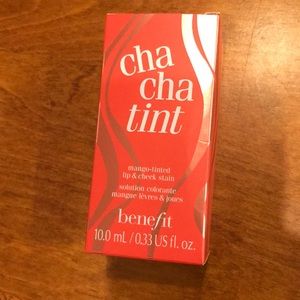 cha
cha
tint
mango-tinted
lip & cheek stain
solution colorante
mangue lèvres & joues
benefit
10.0 mL / 0.33 US fl. oz.